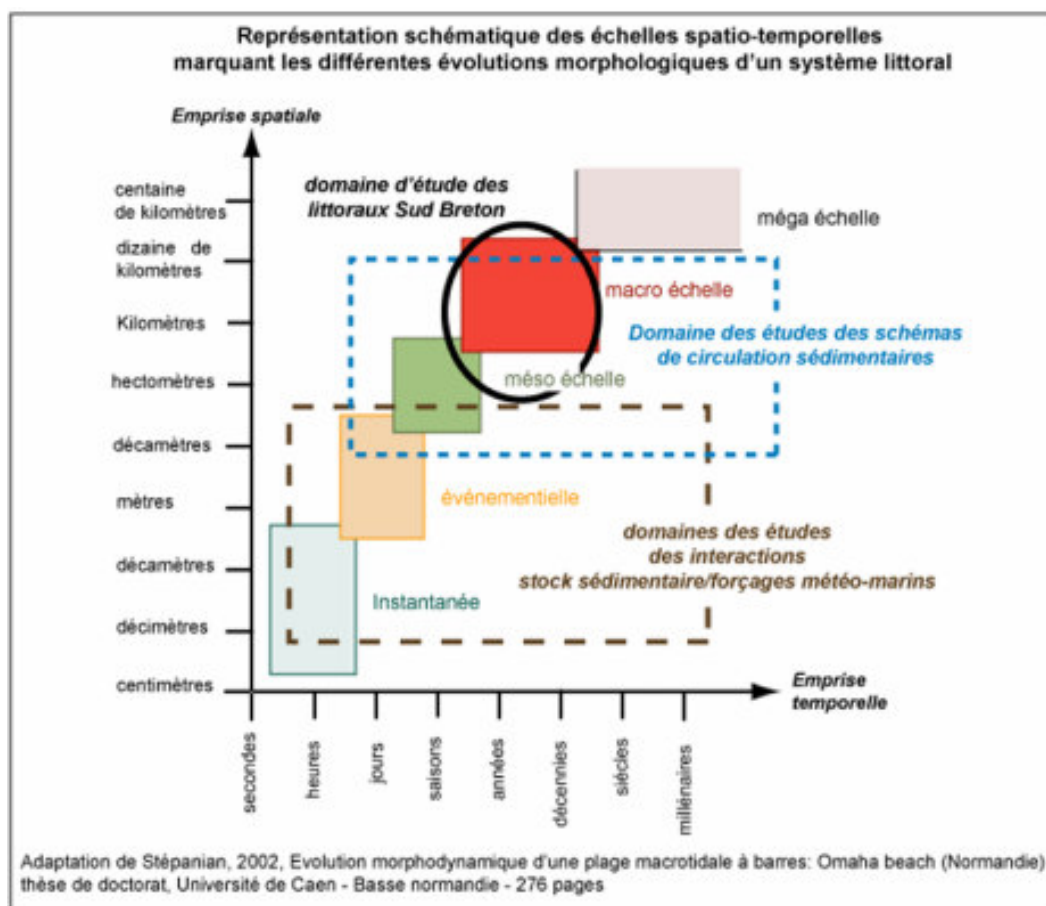 Représentation schématique des échelles spatio-temporelles
marquant les différentes évolutions morphologiques d'un système littoral
Emprise spatiale
centaine
de kilomètres
dizaine de
kilomètres
Kilomètres
hectomètres
décamètres
mètres
décamètres
décimètres
centimètres
domaine d'étude des
littoraux Sud Breton
méga échelle
macro échelle
Domaine des études des schémas
de circulation sédimentaires
méso échelle
événementielle
domaines des études
des interactions
stock sédimentaire/forçages météo-marins
Instantanée
Emprise
temporelle
secondes
heures
jours
saisons
années
décennies
siécles
millénaires
Adaptation de Stépanian, 2002, Evolution morphodynamique d'une plage macrotidale à barres: Omaha beach (Normandie)
thèse de doctorat, Université de Caen - Basse normandie - 276 pages